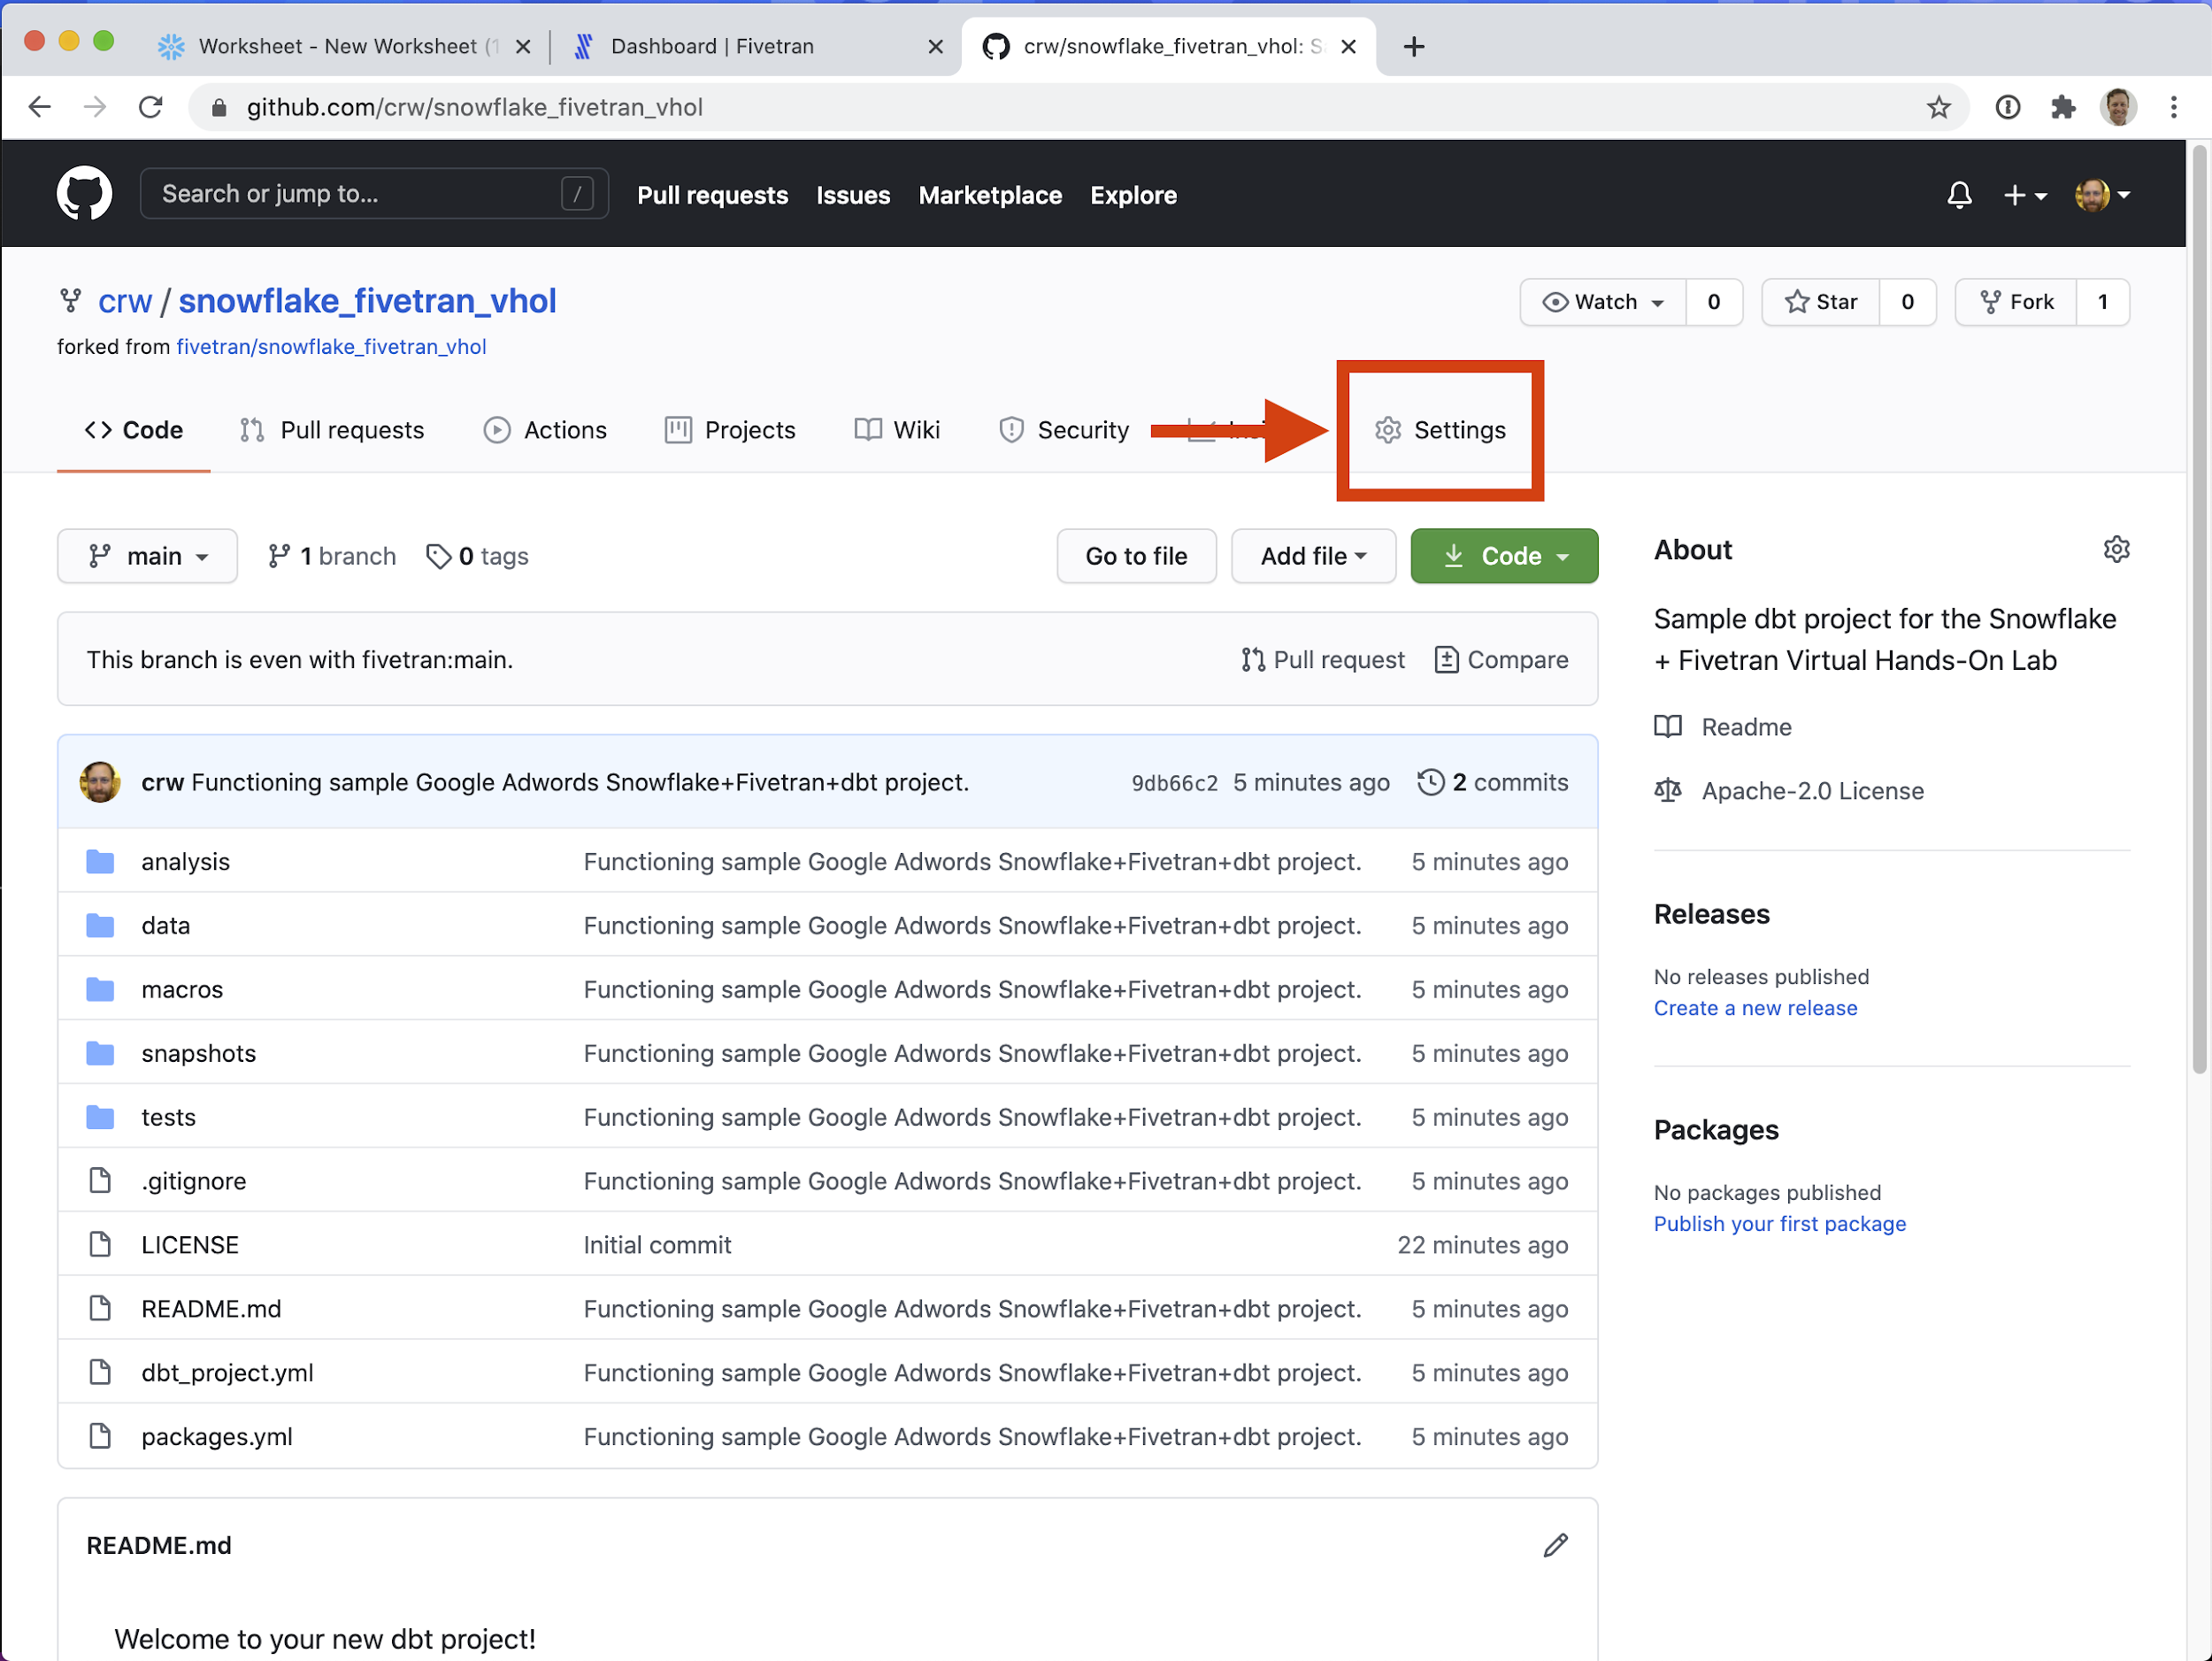 Worksheet - New Worksheet (1
Dashboard | Fivetran
crw/snowflake_fivetran_vhol: S
github.com/crw/snowflake_fivetran_vhol
Search or jump to... /
Pull requests Issues Marketplace Explore
crw / snowflake_fivetran_vhol
Watch 0 Star 0 Fork 1
forked from fivetran/snowflake_fivetran_vhol
Code Pull requests Actions Projects Wiki Security Settings
main 1 branch 0 tags Go to file Add file Code
This branch is even with fivetran:main. Pull request Compare
crw Functioning sample Google Adwords Snowflake+Fivetran+dbt project. 9db66c2 5 minutes ago 2 commits
analysis Functioning sample Google Adwords Snowflake+Fivetran+dbt project. 5 minutes ago
data Functioning sample Google Adwords Snowflake+Fivetran+dbt project. 5 minutes ago
macros Functioning sample Google Adwords Snowflake+Fivetran+dbt project. 5 minutes ago
snapshots Functioning sample Google Adwords Snowflake+Fivetran+dbt project. 5 minutes ago
tests Functioning sample Google Adwords Snowflake+Fivetran+dbt project. 5 minutes ago
.gitignore Functioning sample Google Adwords Snowflake+Fivetran+dbt project. 5 minutes ago
LICENSE Initial commit 22 minutes ago
README.md Functioning sample Google Adwords Snowflake+Fivetran+dbt project. 5 minutes ago
dbt_project.yml Functioning sample Google Adwords Snowflake+Fivetran+dbt project. 5 minutes ago
packages.yml Functioning sample Google Adwords Snowflake+Fivetran+dbt project. 5 minutes ago
README.md
Welcome to your new dbt project!
About
Sample dbt project for the Snowflake
+ Fivetran Virtual Hands-On Lab
Readme
Apache-2.0 License
Releases
No releases published
Create a new release
Packages
No packages published
Publish your first package